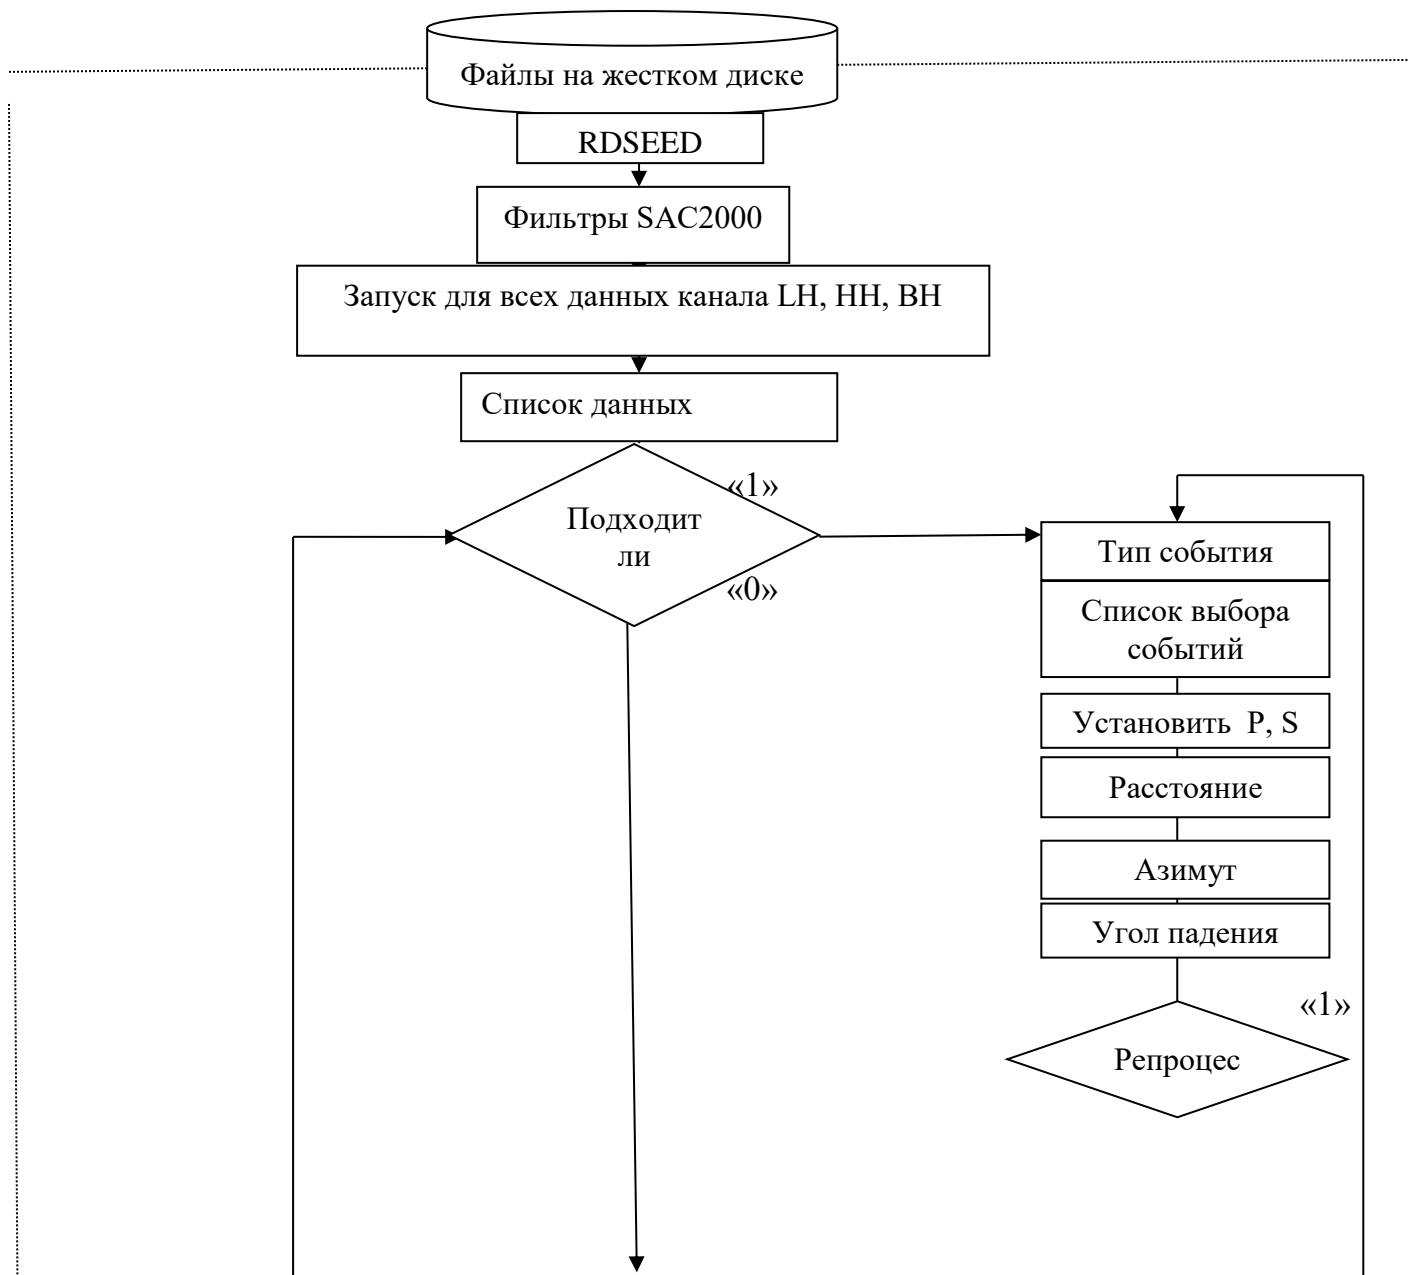 Файлы на жестком диске
RDSEED
Фильтры SAC2000
Запуск для всех данных канала LH, HH, BH
Список данных
«1»
Подходит
ли
«0»
Тип события
Список выбора
событий
Установить P, S
Расстояние
Азимут
Угол падения
«1»
Репроцес